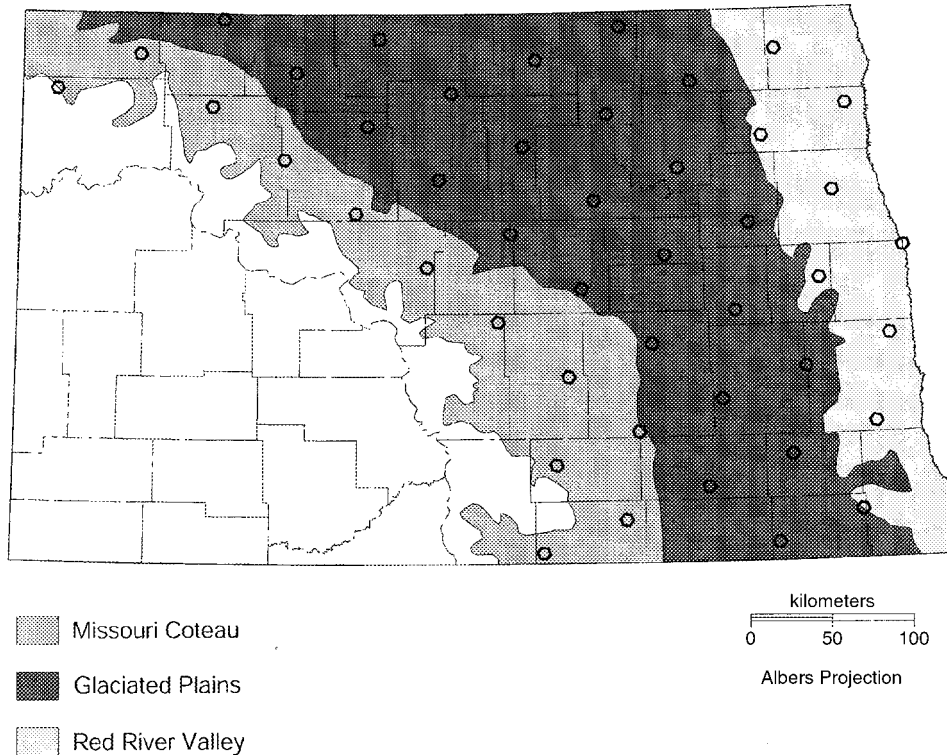 Missouri Coteau
Glaciated Plains
Red River Valley
kilometers
0 50 100
Albers Projection